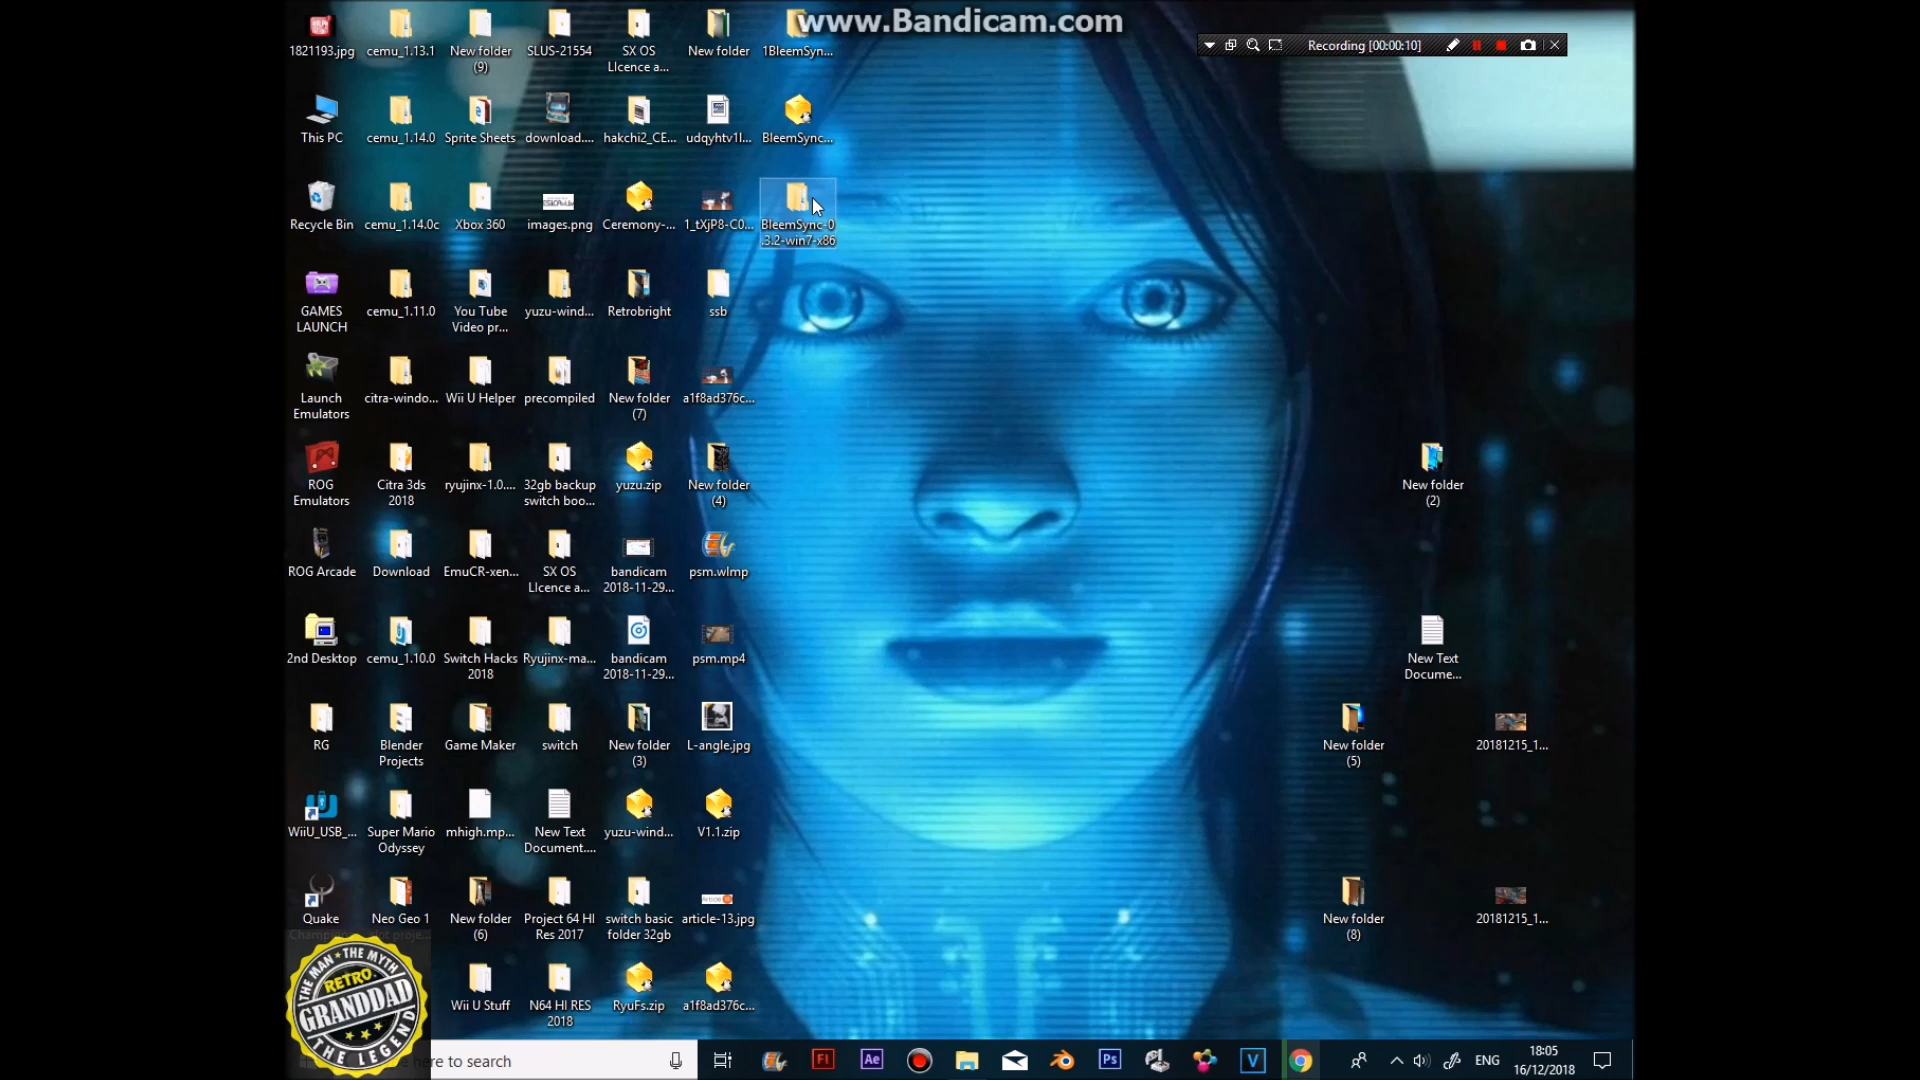 www.Bandicam.com
Recording [00:00:10]
1821193.jpg
cemu_1.13.1
New folder
(9)
SLUS-21554
SX OS
LIcence a...
New folder
1BleemSyn...
This PC
cemu_1.14.0
Sprite Sheets
download....
hakchi2_CE...
udqyhtv1l...
BleemSync...
Recycle Bin
cemu_1.14.0c
Xbox 360
images.png
Ceremony-...
1_tXjP8-C0...
BleemSync-0
.3.2-win7-x86
GAMES
LAUNCH
cemu_1.11.0
You Tube
Video pr...
yuzu-wind...
Retrobright
ssb
Launch
Emulators
citra-windo...
Wii U Helper
precompiled
New folder
(7)
a1f8ad376c...
ROG
Emulators
Citra 3ds
2018
ryujinx-1.0....
32gb backup
switch boo...
yuzu.zip
New folder
(4)
New folder
(2)
ROG Arcade
Download
EmuCR-xen...
SX OS
LIcence a...
bandicam
2018-11-29...
psm.wlmp
2nd Desktop
cemu_1.10.0
Switch Hacks
2018
Ryujinx-ma...
bandicam
2018-11-29...
psm.mp4
New Text
Docume...
RG
Blender
Projects
Game Maker
switch
New folder
(3)
L-angle.jpg
New folder
(5)
20181215_1...
WiiU_USB_...
Super Mario
Odyssey
mhigh.mp...
New Text
Document....
yuzu-wind...
V1.1.zip
Quake
Champi
Neo Geo 1
New folder
(6)
Project 64 HI
Res 2017
switch basic
folder 32gb
article-13.jpg
New folder
(8)
20181215_1...
THE MAN ★ THE MYTH
RETRO
GRANDDAD
THE LEGEND
Wii U Stuff
N64 HI RES
2018
RyuFs.zip
a1f8ad376c...
here to search
Fl
Ae
Ps
V
ENG
18:05
16/12/2018